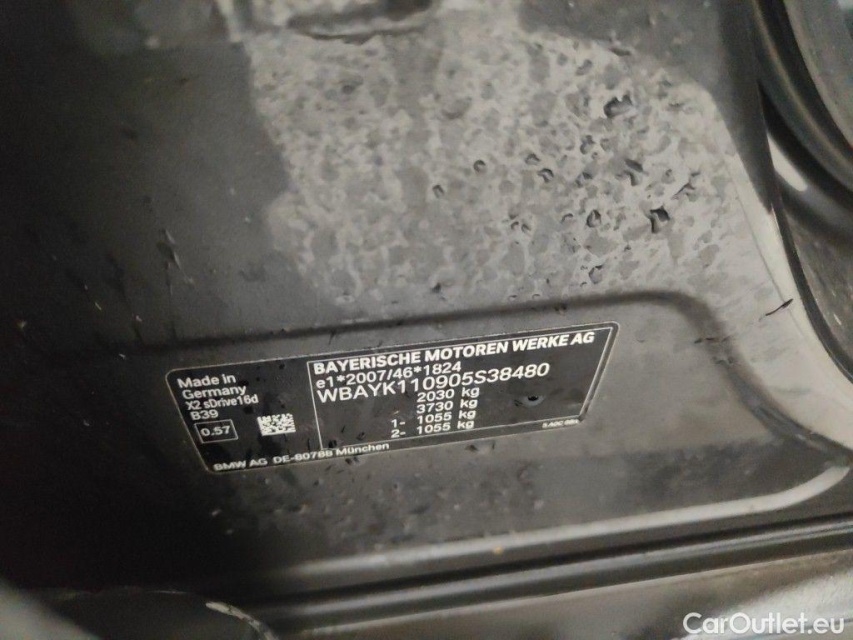 Made in
Germany
X2 sDrive16d
B39
0.57
BMW AG DE-80788 München
BAYERISCHE MOTOREN WERKE AG
e1*2007/46*1824
WBAYK110905S38480
2030 kg
3730 kg
1- 1055 kg
2- 1055 kg
CarOutlet.eu